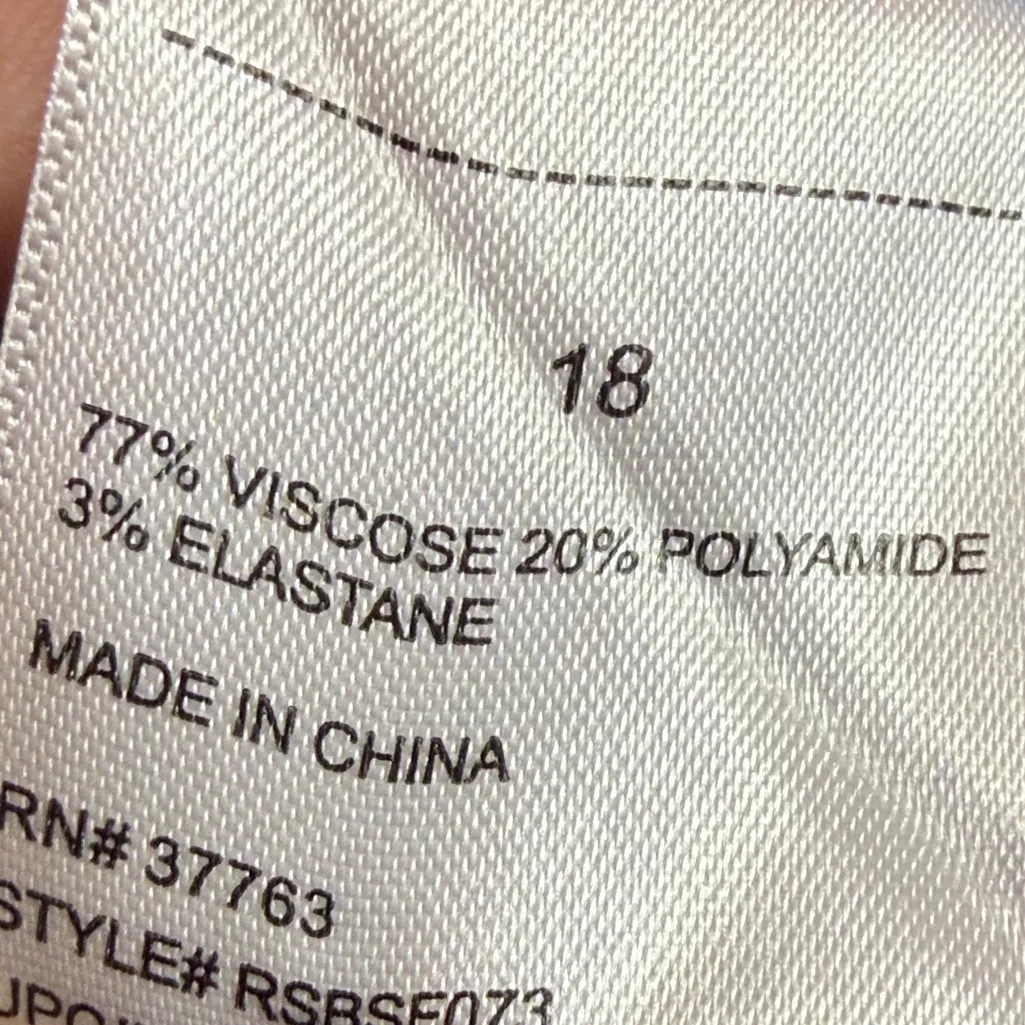 18
77% VISCOSE 20% POLYAMIDE
3% ELASTANE
MADE IN CHINA
RN# 37763
STYLE# RSBSF073